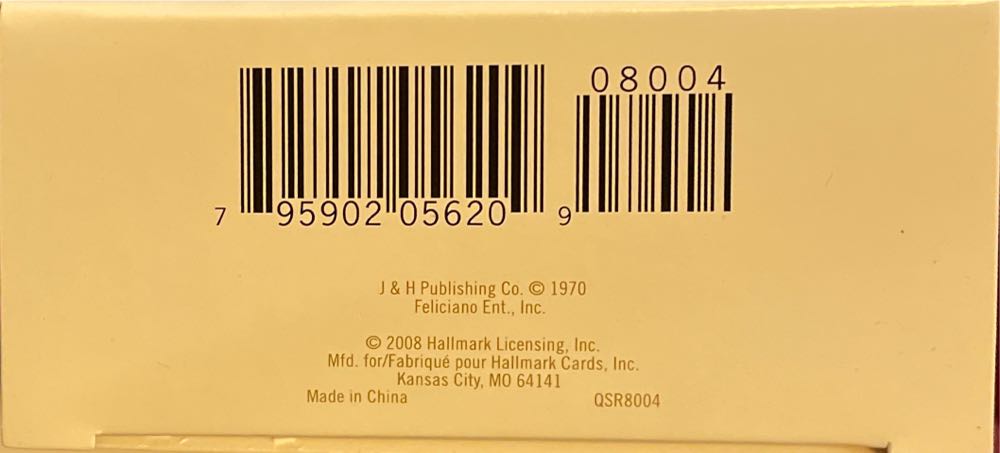 08004
7 95902 05620 9
J & H Publishing Co. © 1970
Feliciano Ent., Inc.
© 2008 Hallmark Licensing, Inc.
Mfd. for/Fabriqué pour Hallmark Cards, Inc.
Kansas City, MO 64141
Made in China QSR8004